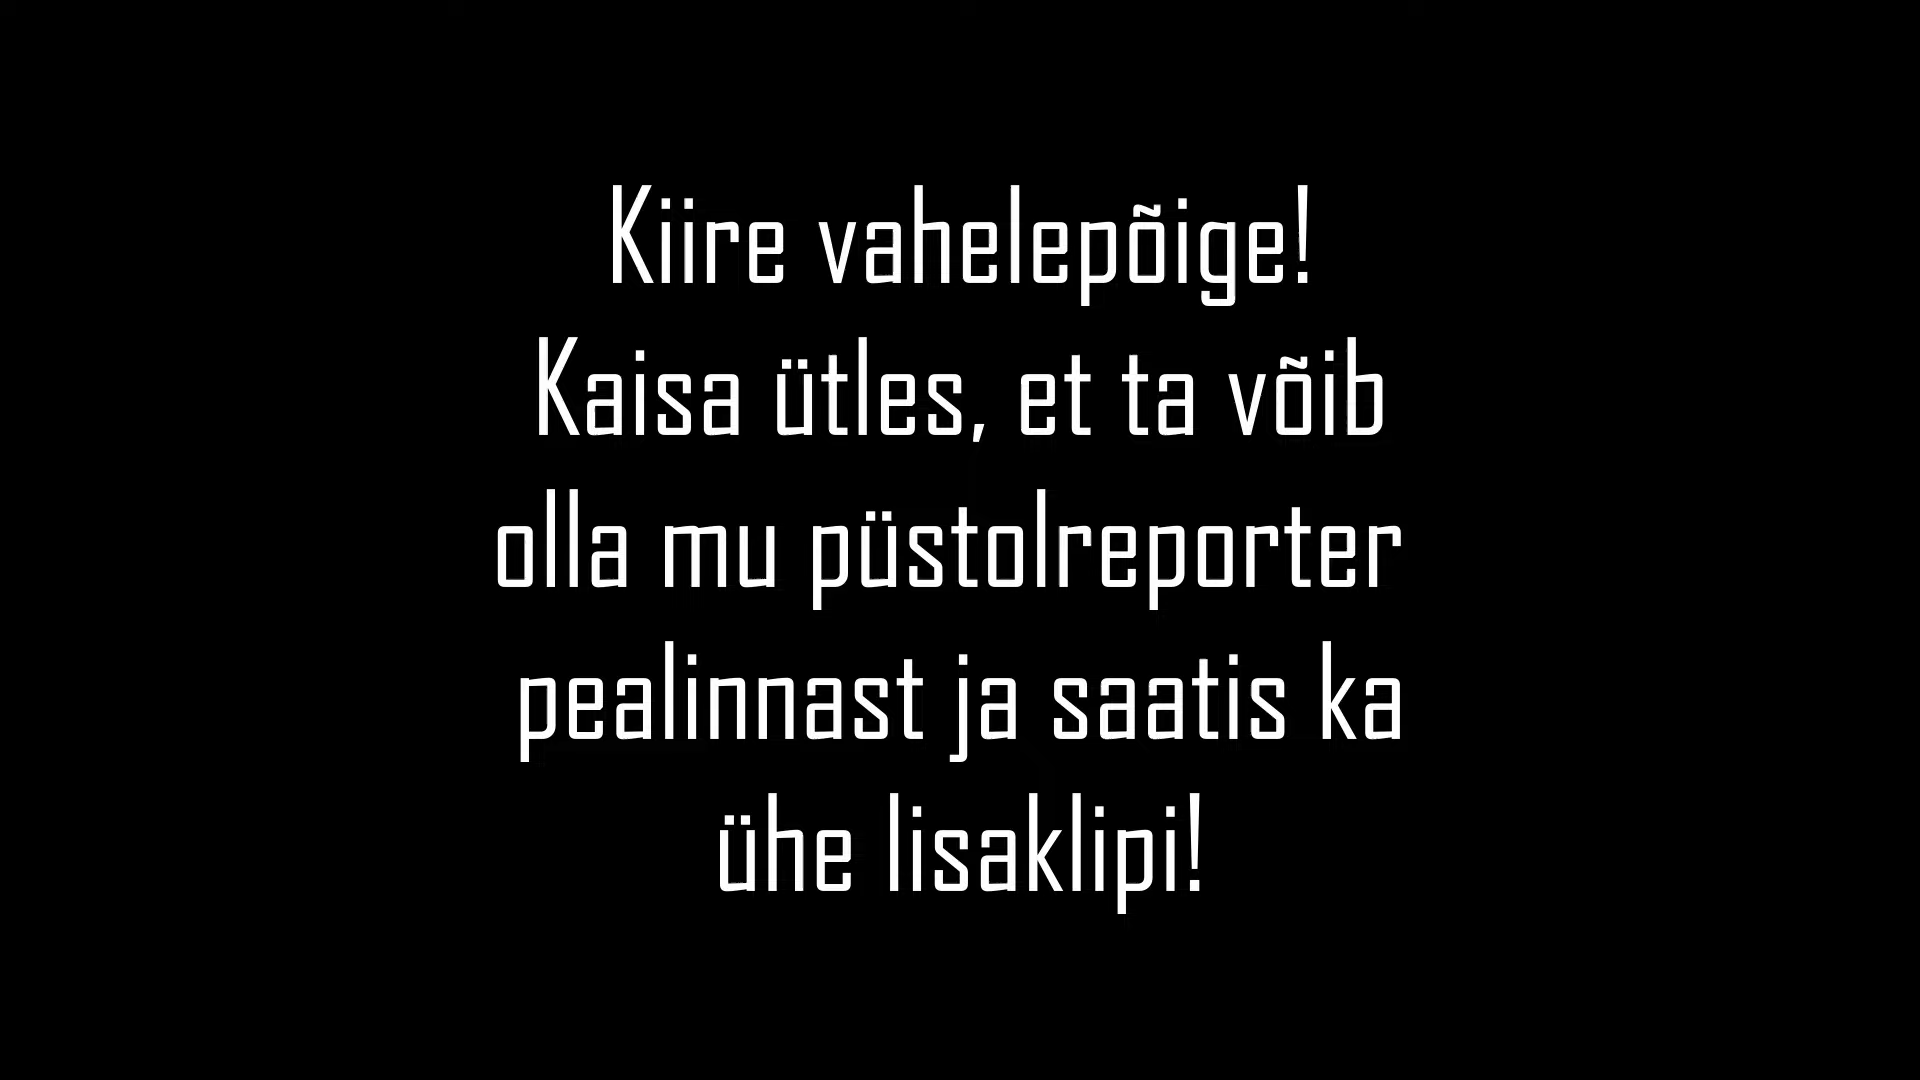 Kiire vahelepõige!
Kaisa ütles, et ta võib
olla mu püstolreporter
pealinnast ja saatis ka
ühe lisaklipi!